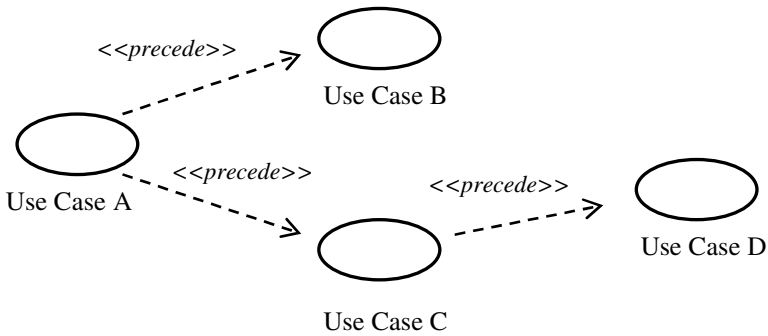 <<precede>>
Use Case B
<<precede>>
<<precede>>
Use Case A
Use Case D
Use Case C